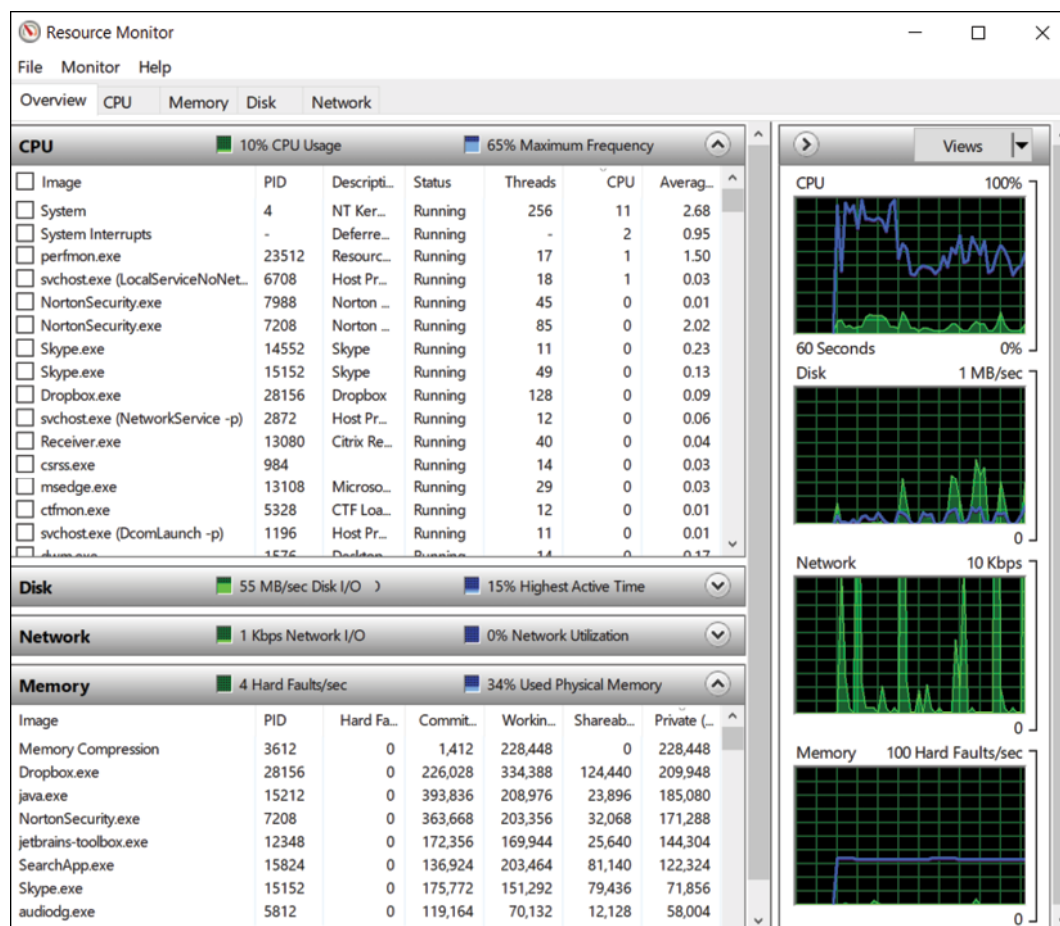 Resource Monitor
File Monitor Help
Overview CPU Memory Disk Network
CPU 10% CPU Usage 65% Maximum Frequency
Image PID Descripti... Status Threads CPU Averag...
System 4 NT Ker... Running 256 11 2.68
System Interrupts - Deferre... Running - 2 0.95
perfmon.exe 23512 Resourc... Running 17 1 1.50
svchost.exe (LocalServiceNoNet... 6708 Host Pr... Running 18 1 0.03
NortonSecurity.exe 7988 Norton ... Running 45 0 0.01
NortonSecurity.exe 7208 Norton ... Running 85 0 2.02
Skype.exe 14552 Skype Running 11 0 0.23
Skype.exe 15152 Skype Running 49 0 0.13
Dropbox.exe 28156 Dropbox Running 128 0 0.09
svchost.exe (NetworkService -p) 2872 Host Pr... Running 12 0 0.06
Receiver.exe 13080 Citrix Re... Running 40 0 0.04
csrss.exe 984 Running 14 0 0.03
msedge.exe 13108 Microso... Running 29 0 0.03
ctfmon.exe 5328 CTF Loa... Running 12 0 0.01
svchost.exe (DcomLaunch -p) 1196 Host Pr... Running 11 0 0.01
dwm.exe 1576 Desktop Running 14 0 0.17
Disk 55 MB/sec Disk I/O ) 15% Highest Active Time
Network 1 Kbps Network I/O 0% Network Utilization
Memory 4 Hard Faults/sec 34% Used Physical Memory
Image PID Hard Fa... Commit... Workin... Shareab... Private (...
Memory Compression 3612 0 1,412 228,448 0 228,448
Dropbox.exe 28156 0 226,028 334,388 124,440 209,948
java.exe 15212 0 393,836 208,976 23,896 185,080
NortonSecurity.exe 7208 0 363,668 203,356 32,068 171,288
jetbrains-toolbox.exe 12348 0 172,356 169,944 25,640 144,304
SearchApp.exe 15824 0 136,924 203,464 81,140 122,324
Skype.exe 15152 0 175,772 151,292 79,436 71,856
audiodg.exe 5812 0 119,164 70,132 12,128 58,004
Views
CPU 100%
60 Seconds 0%
Disk 1 MB/sec
0
Network 10 Kbps
0
Memory 100 Hard Faults/sec
0